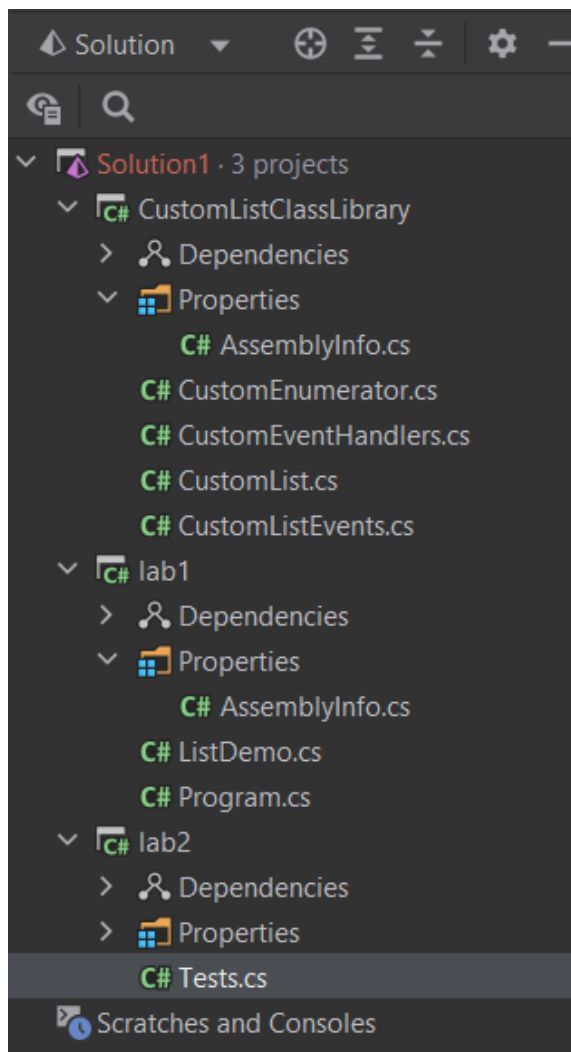 Solution
Solution1 · 3 projects
C# CustomListClassLibrary
Dependencies
Properties
C# AssemblyInfo.cs
C# CustomEnumerator.cs
C# CustomEventHandlers.cs
C# CustomList.cs
C# CustomListEvents.cs
C# lab1
Dependencies
Properties
C# AssemblyInfo.cs
C# ListDemo.cs
C# Program.cs
C# lab2
Dependencies
Properties
C# Tests.cs
Scratches and Consoles